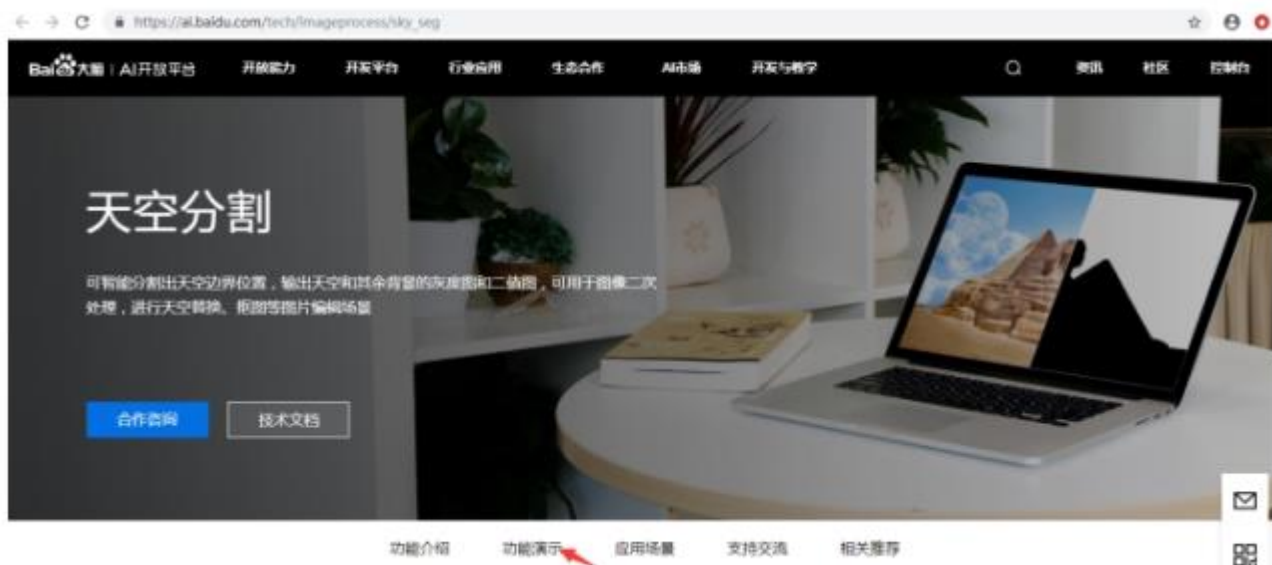 https://ai.baidu.com/tech/imageprocess/sky_seg
Bai大脑 | AI开放平台 开放能力 开发平台 行业应用 生态合作 AI市场 开发与教学 资讯 社区 控制台
天空分割
可智能分割出天空边界位置，输出天空和其余背景的灰度图和二值图，可用于图像二次
处理，进行天空替换、抠图等图片编辑场景
合作咨询 技术文档
功能介绍 功能演示 应用场景 支持交流 相关推荐